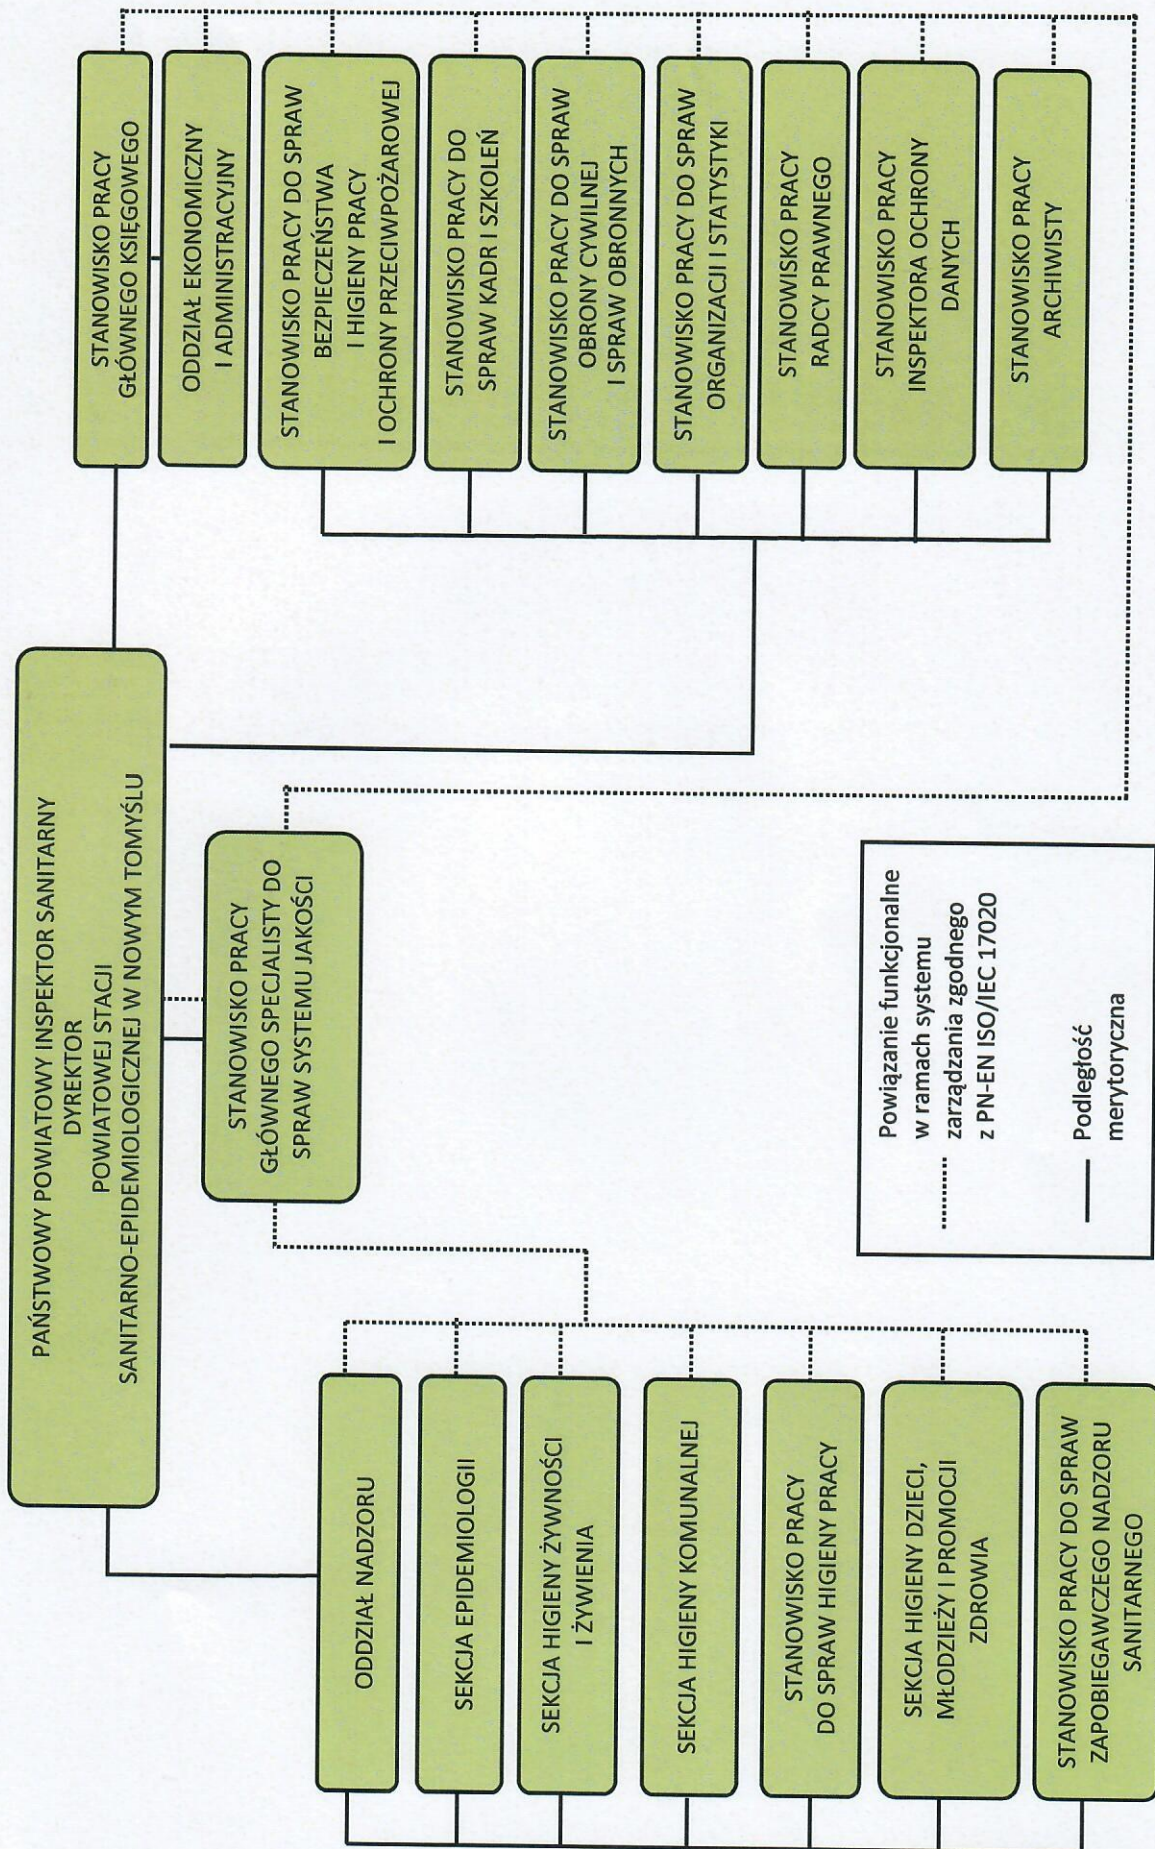 PAŃSTWOWY POWIATOWY INSPEKTOR SANITARNY
DYREKTOR
POWIATOWEJ STACJI
SANITARNO-EPIDEMIOLOGICZNEJ W NOWYM TOMYŚLU
STANOWISKO PRACY
GŁÓWNEGO SPECJALISTY DO
SPRAW SYSTEMU JAKOŚCI
ODDZIAŁ NADZORU
SEKCJA EPIDEMIOLOGII
SEKCJA HIGIENY ŻYWNOŚCI
I ŻYWIENIA
SEKCJA HIGIENY KOMUNALNEJ
STANOWISKO PRACY
DO SPRAW HIGIENY PRACY
SEKCJA HIGIENY DZIECI,
MŁODZIEŻY I PROMOCJI
ZDROWIA
STANOWISKO PRACY DO SPRAW
ZAPOBIEGAWCZEGO NADZORU
SANITARNEGO
STANOWISKO PRACY
GŁÓWNEGO KSIĘGOWEGO
ODDZIAŁ EKONOMICZNY
I ADMINISTRACYJNY
STANOWISKO PRACY DO SPRAW
BEZPIECZEŃSTWA
I HIGIENY PRACY
I OCHRONY PRZECIWPOŻAROWEJ
STANOWISKO PRACY DO
SPRAW KADR I SZKOLEŃ
STANOWISKO PRACY DO SPRAW
OBRONY CYWILNEJ
I SPRAW OBRONNYCH
STANOWISKO PRACY DO SPRAW
ORGANIZACJI I STATYSTYKI
STANOWISKO PRACY
RADCY PRAWNEGO
STANOWISKO PRACY
INSPEKTORA OCHRONY
DANYCH
STANOWISKO PRACY
ARCHIWISTY
Powiązanie funkcjonalne
w ramach systemu
zarządzania zgodnego
z PN-EN ISO/IEC 17020
Podległość
merytoryczna